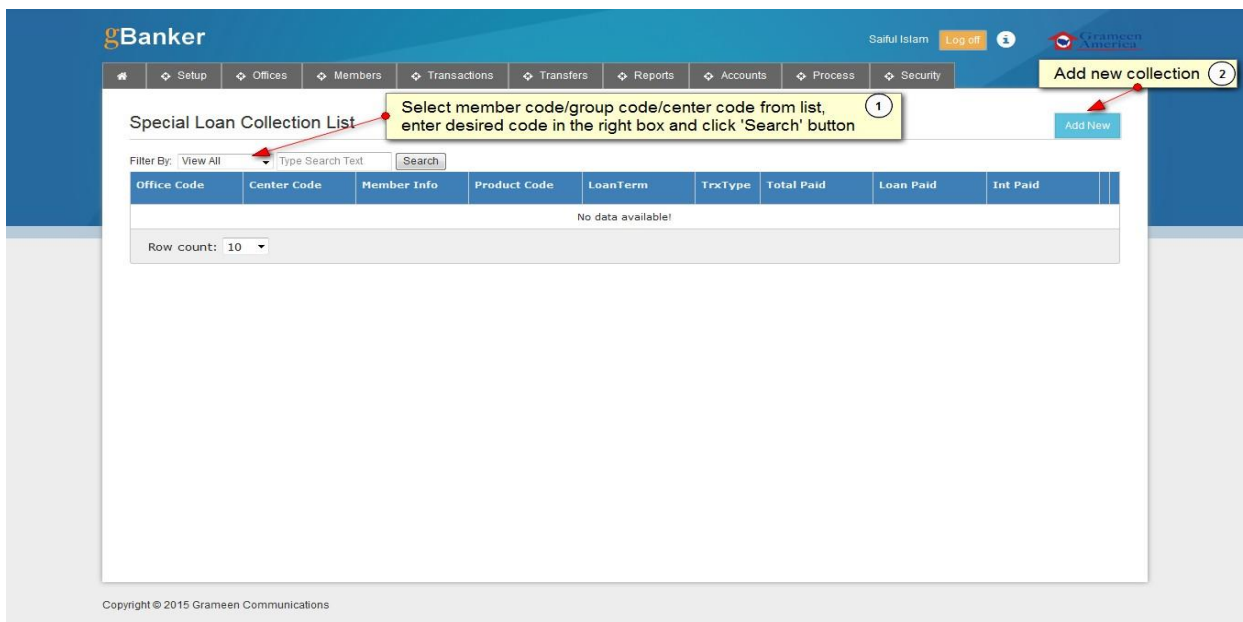 gBanker
Saiful Islam Log off i Grameen America
Setup Offices Members Transactions Transfers Reports Accounts Process Security
Add new collection 2
Select member code/group code/center code from list, 1
enter desired code in the right box and click 'Search' button
Special Loan Collection List
Add New
Filter By: View All Type Search Text Search
Office Code Center Code Member Info Product Code LoanTerm TrxType Total Paid Loan Paid Int Paid
No data available!
Row count: 10
Copyright © 2015 Grameen Communications